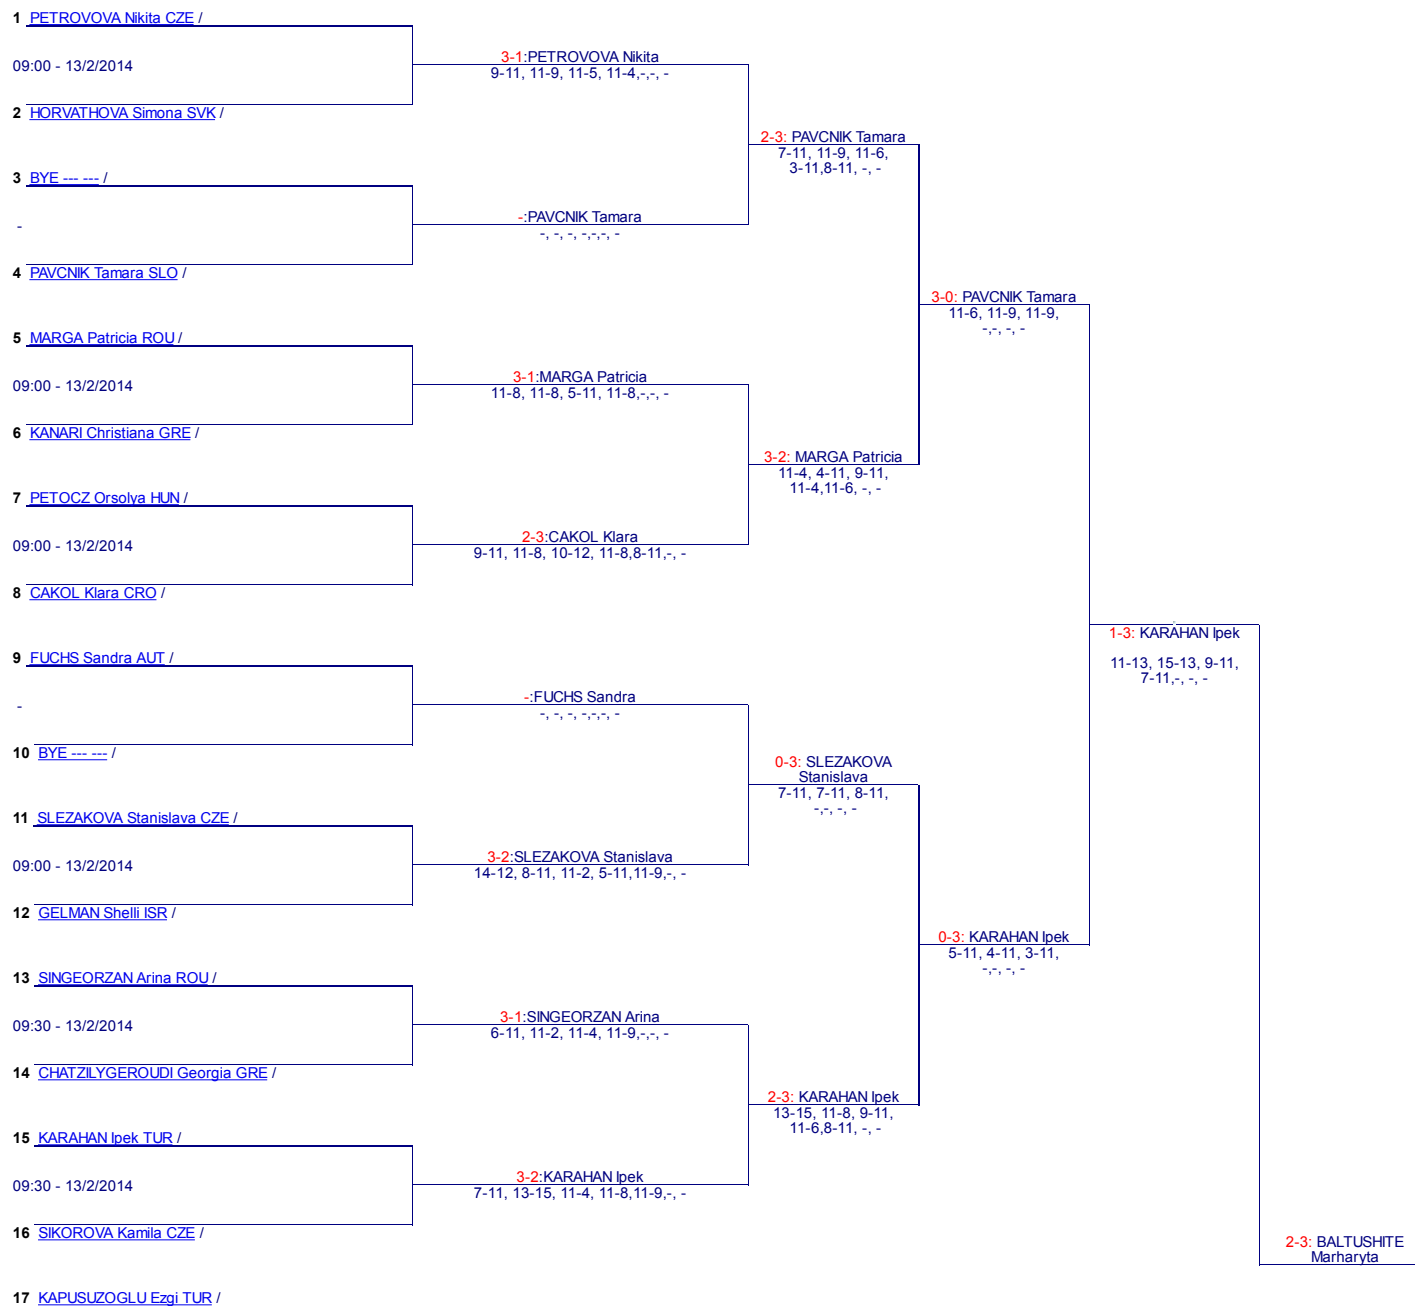 1 PETROVOVA Nikita CZE /
3-1:PETROVOVA Nikita
09:00 - 13/2/2014
9-11, 11-9, 11-5, 11-4,-,-, -
2 HORVATHOVA Simona SVK /
2-3: PAVCNIK Tamara
7-11, 11-9, 11-6,
3-11,8-11, -, -
3 BYE --- --- /
-:PAVCNIK Tamara
-
-, -, -, -,-,-, -
4 PAVCNIK Tamara SLO /
3-0: PAVCNIK Tamara
11-6, 11-9, 11-9,
-,-, -, -
5 MARGA Patricia ROU /
3-1:MARGA Patricia
09:00 - 13/2/2014
11-8, 11-8, 5-11, 11-8,-,-, -
6 KANARI Christiana GRE /
3-2: MARGA Patricia
11-4, 4-11, 9-11,
11-4,11-6, -, -
7 PETOCZ Orsolya HUN /
2-3:CAKOL Klara
09:00 - 13/2/2014
9-11, 11-8, 10-12, 11-8,8-11,-, -
8 CAKOL Klara CRO /
1-3: KARAHAN Ipek
11-13, 15-13, 9-11,
7-11,-, -, -
9 FUCHS Sandra AUT /
-:FUCHS Sandra
-
-, -, -, -,-,-, -
10 BYE --- --- /
0-3: SLEZAKOVA
Stanislava
7-11, 7-11, 8-11,
-,-, -, -
11 SLEZAKOVA Stanislava CZE /
3-2:SLEZAKOVA Stanislava
09:00 - 13/2/2014
14-12, 8-11, 11-2, 5-11,11-9,-, -
12 GELMAN Shelli ISR /
0-3: KARAHAN Ipek
5-11, 4-11, 3-11,
-,-, -, -
13 SINGEORZAN Arina ROU /
3-1:SINGEORZAN Arina
09:30 - 13/2/2014
6-11, 11-2, 11-4, 11-9,-,-, -
14 CHATZILYGEROUDI Georgia GRE /
2-3: KARAHAN Ipek
13-15, 11-8, 9-11,
11-6,8-11, -, -
15 KARAHAN Ipek TUR /
3-2:KARAHAN Ipek
09:30 - 13/2/2014
7-11, 13-15, 11-4, 11-8,11-9,-, -
16 SIKOROVA Kamila CZE /
2-3: BALTUSHITE
Marharyta
17 KAPUSUZOGLU Ezgi TUR /